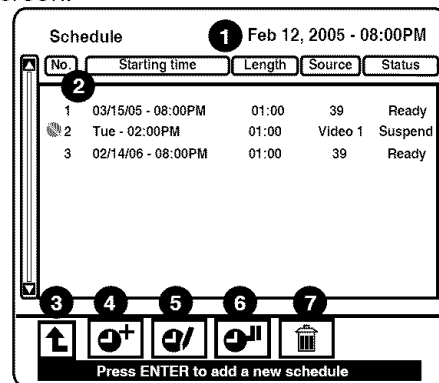 screen.
Schedule 1 Feb 12, 2005 - 08:00PM
No. Starting time Length Source Status
2
1 03/15/05 - 08:00PM 01:00 39 Ready
2 Tue - 02:00PM 01:00 Video 1 Suspend
3 02/14/06 - 08:00PM 01:00 39 Ready
3 4 5 6 7
Press ENTER to add a new schedule